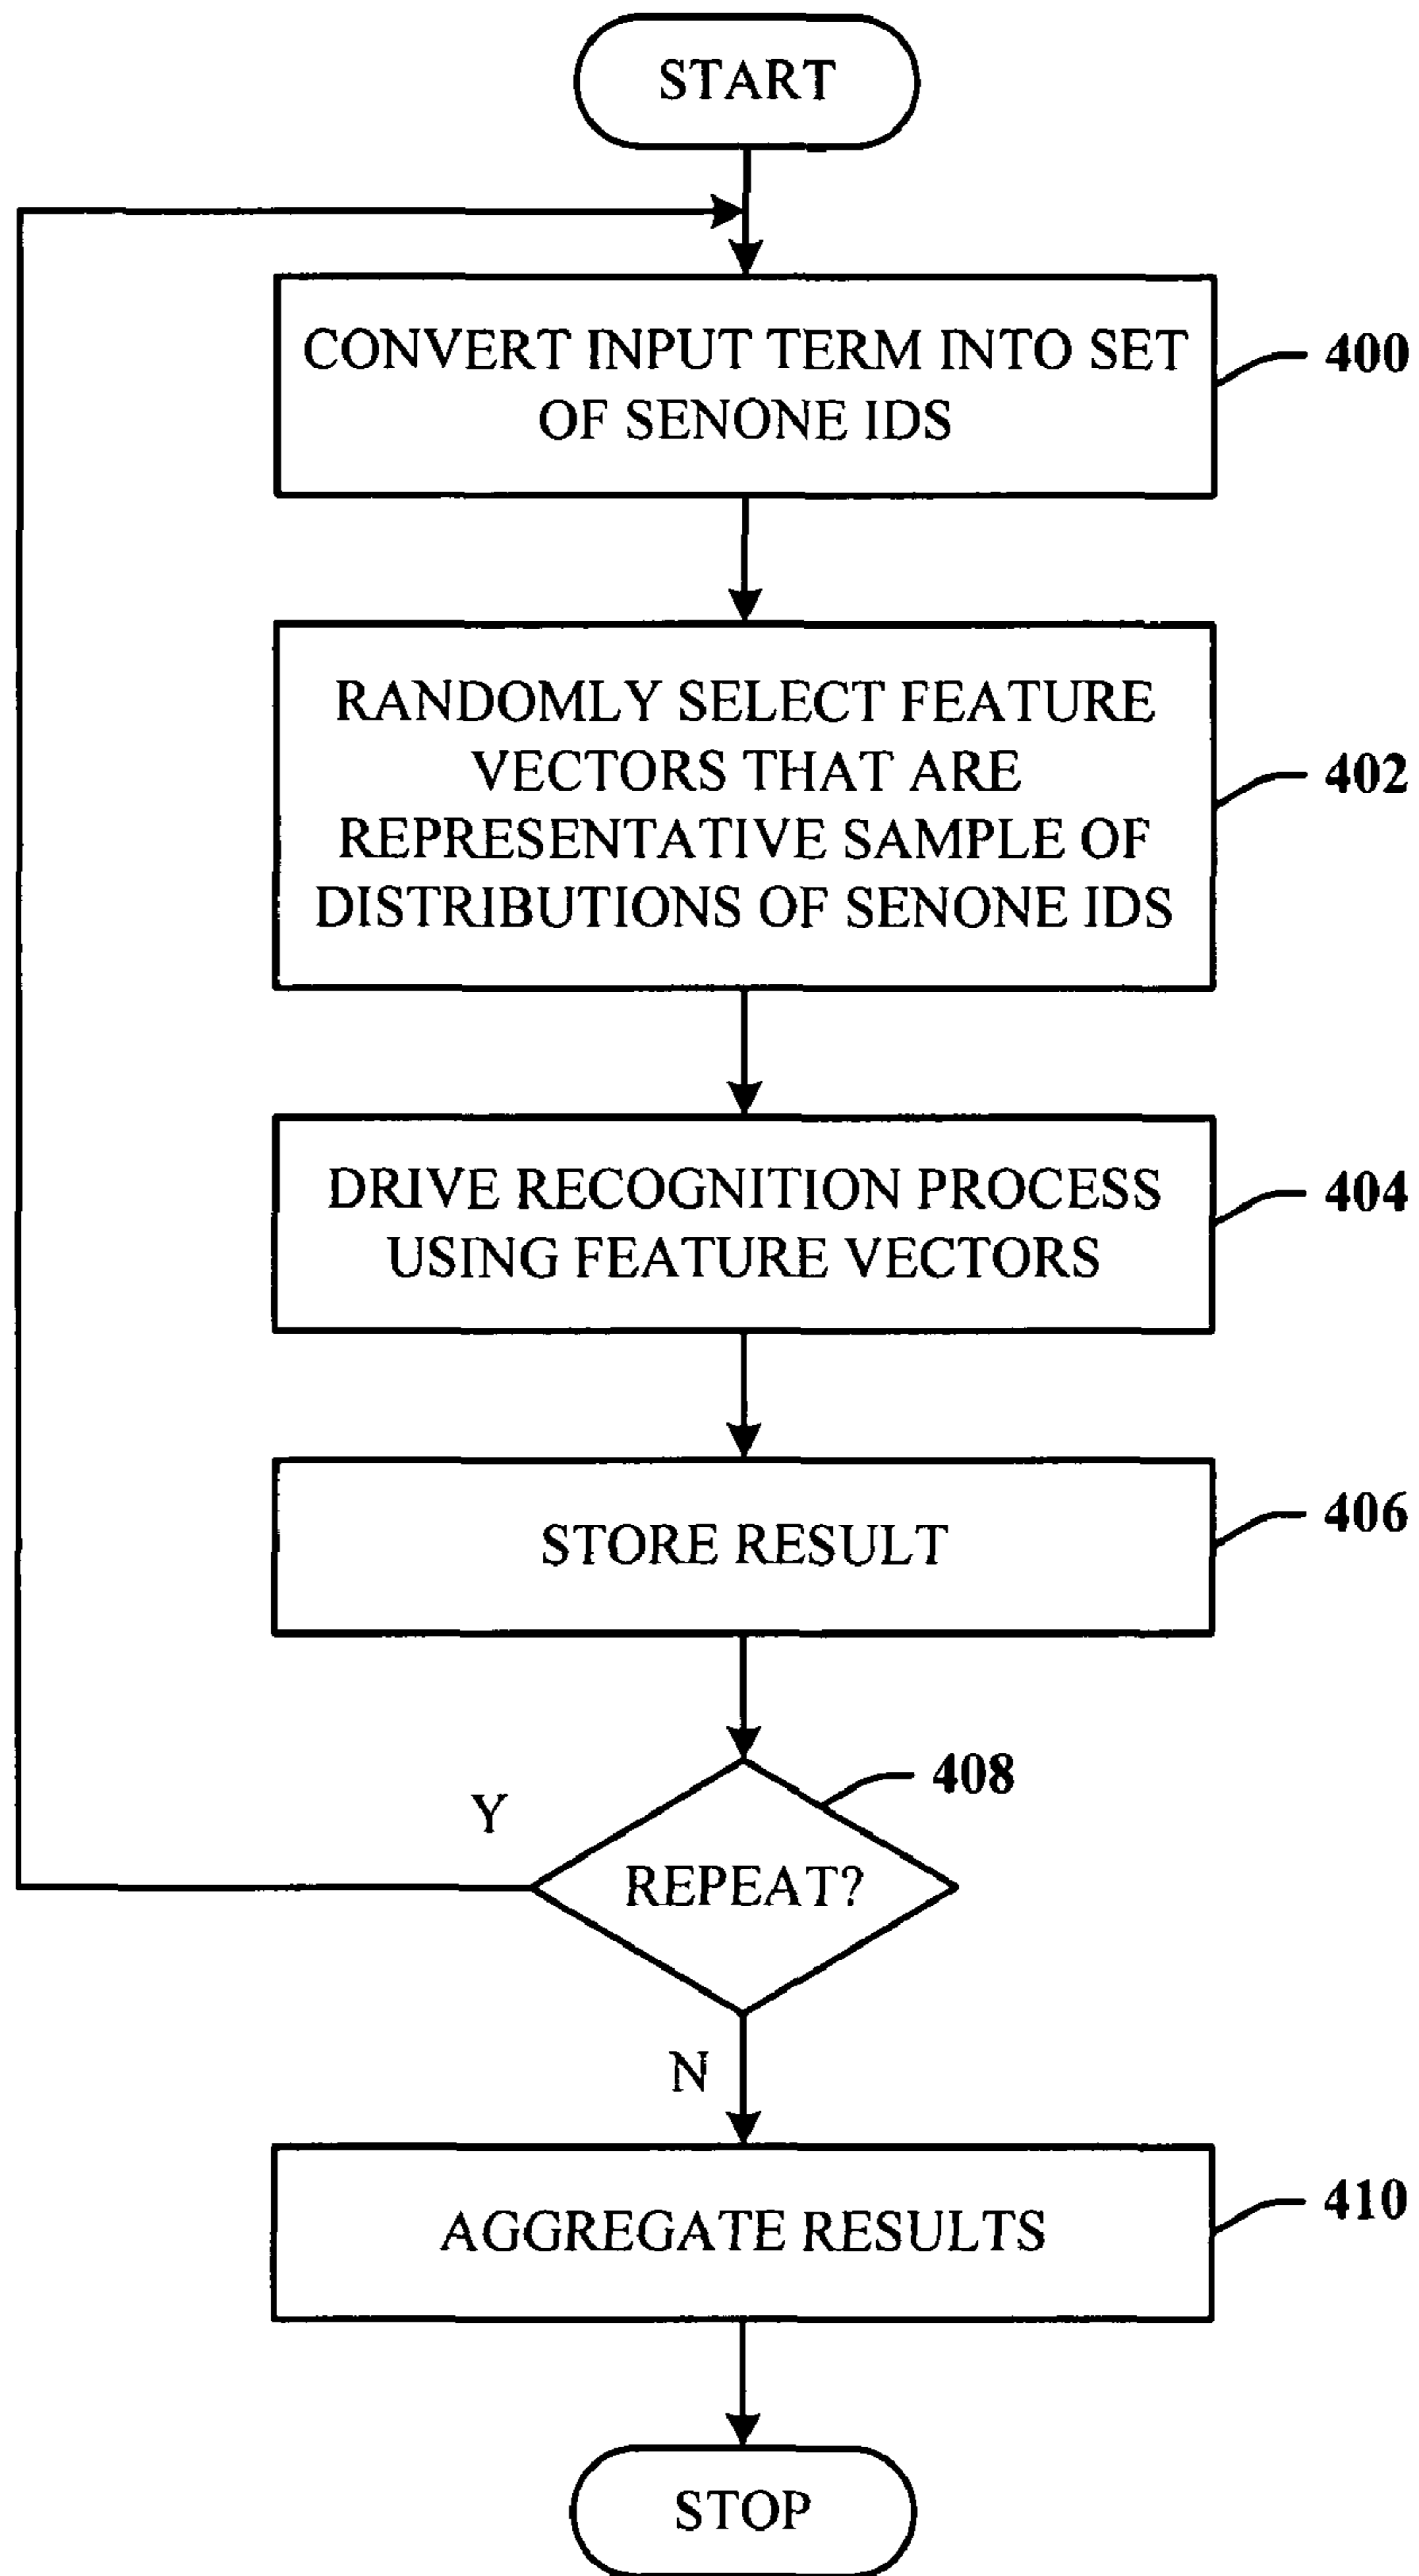 START
CONVERT INPUT TERM INTO SET
OF SENONE IDS
400
RANDOMLY SELECT FEATURE
VECTORS THAT ARE
REPRESENTATIVE SAMPLE OF
DISTRIBUTIONS OF SENONE IDS
402
DRIVE RECOGNITION PROCESS
USING FEATURE VECTORS
404
STORE RESULT
406
408
Y
REPEAT?
N
AGGREGATE RESULTS
410
STOP